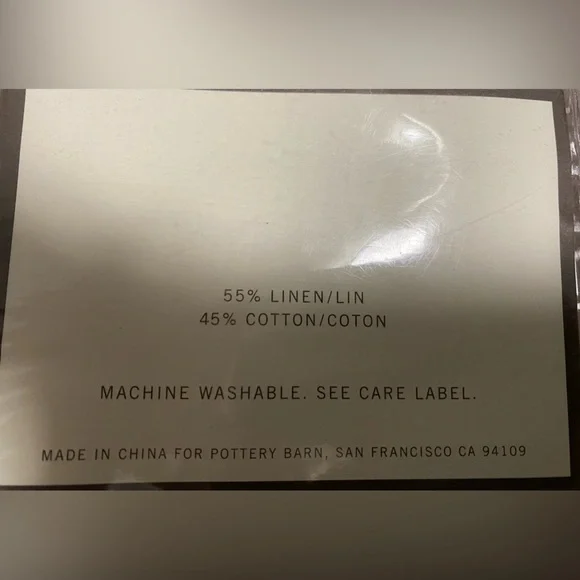 55% LINEN/LIN
45% COTTON/COTON
MACHINE WASHABLE. SEE CARE LABEL.
MADE IN CHINA FOR POTTERY BARN, SAN FRANCISCO CA 94109